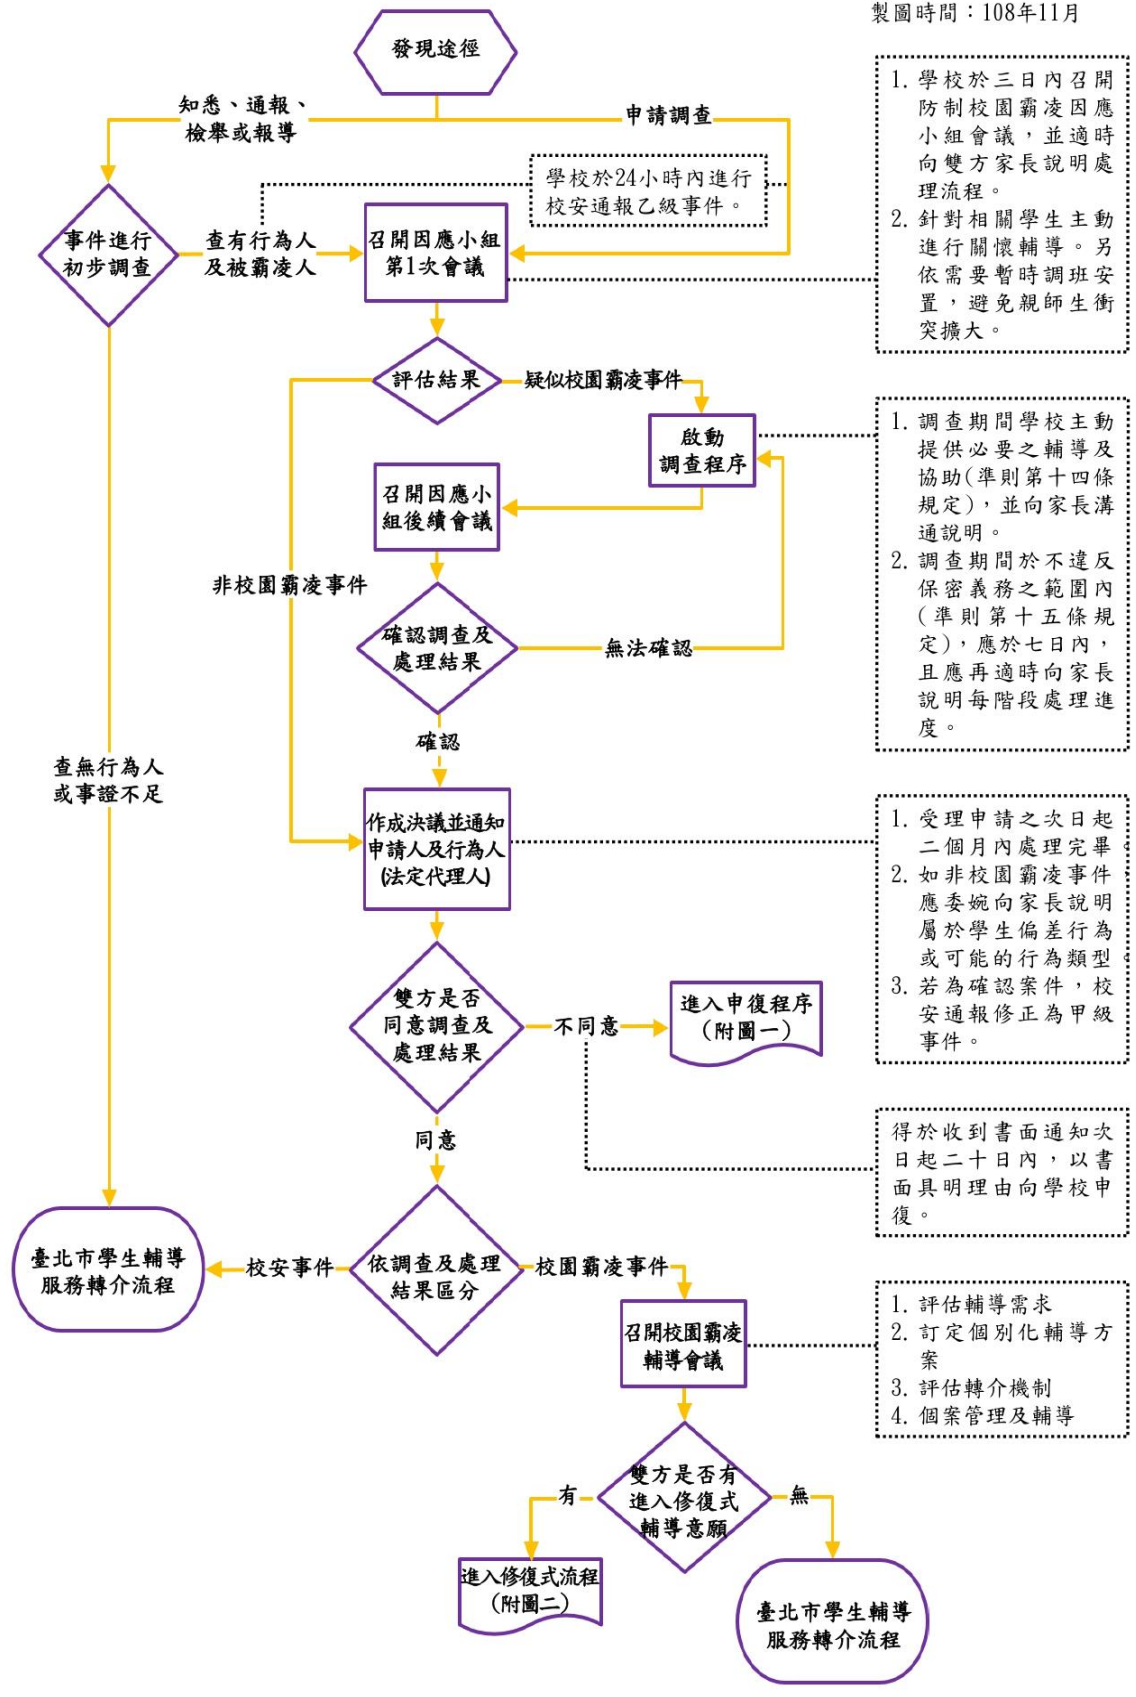 製圖時間：108年11月
發現途徑
知悉、通報、
檢舉或報導
申請調查
學校於24小時內進行
校安通報乙級事件。
1. 學校於三日內召開
防制校園霸凌因應
小組會議，並適時
向雙方家長說明處
理流程。
2. 針對相關學生主動
進行關懷輔導。另
依需要暫時調班安
置，避免親師生衝
突擴大。
事件進行
初步調查
查有行為人
及被霸凌人
召開因應小組
第1次會議
評估結果
疑似校園霸凌事件
啟動
調查程序
1. 調查期間學校主動
提供必要之輔導及
協助(準則第十四條
規定)，並向家長溝
通說明。
2. 調查期間於不違反
保密義務之範圍內
(準則第十五條規
定)，應於七日內，
且應再適時向家長
說明每階段處理進
度。
召開因應小
組後續會議
非校園霸凌事件
確認調查及
處理結果
無法確認
確認
查無行為人
或事證不足
作成決議並通知
申請人及行為人
(法定代理人)
1. 受理申請之次日起
二個月內處理完畢。
2. 如非校園霸凌事件，
應委婉向家長說明
屬於學生偏差行為
或可能的行為類型。
3. 若為確認案件，校
安通報修正為甲級
事件。
雙方是否
同意調查及
處理結果
不同意
進入申復程序
(附圖一)
同意
得於收到書面通知次
日起二十日內，以書
面具明理由向學校申
復。
臺北市學生輔導
服務轉介流程
校安事件
依調查及處理
結果區分
校園霸凌事件
召開校園霸凌
輔導會議
1. 評估輔導需求
2. 訂定個別化輔導方
案
3. 評估轉介機制
4. 個案管理及輔導
雙方是否有
進入修復式
輔導意願
有
無
進入修復式流程
(附圖二)
臺北市學生輔導
服務轉介流程